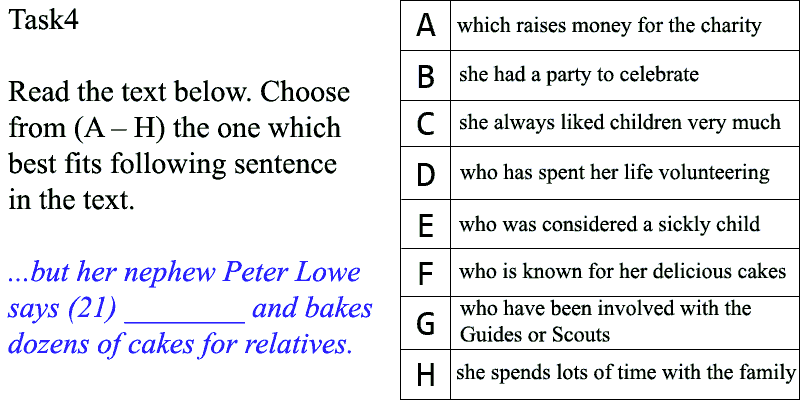 Task4
Read the text below. Choose
from (A – H) the one which
best fits following sentence
in the text.
...but her nephew Peter Lowe
says (21) ________ and bakes
dozens of cakes for relatives.
A which raises money for the charity
B she had a party to celebrate
C she always liked children very much
D who has spent her life volunteering
E who was considered a sickly child
F who is known for her delicious cakes
G who have been involved with the
Guides or Scouts
H she spends lots of time with the family